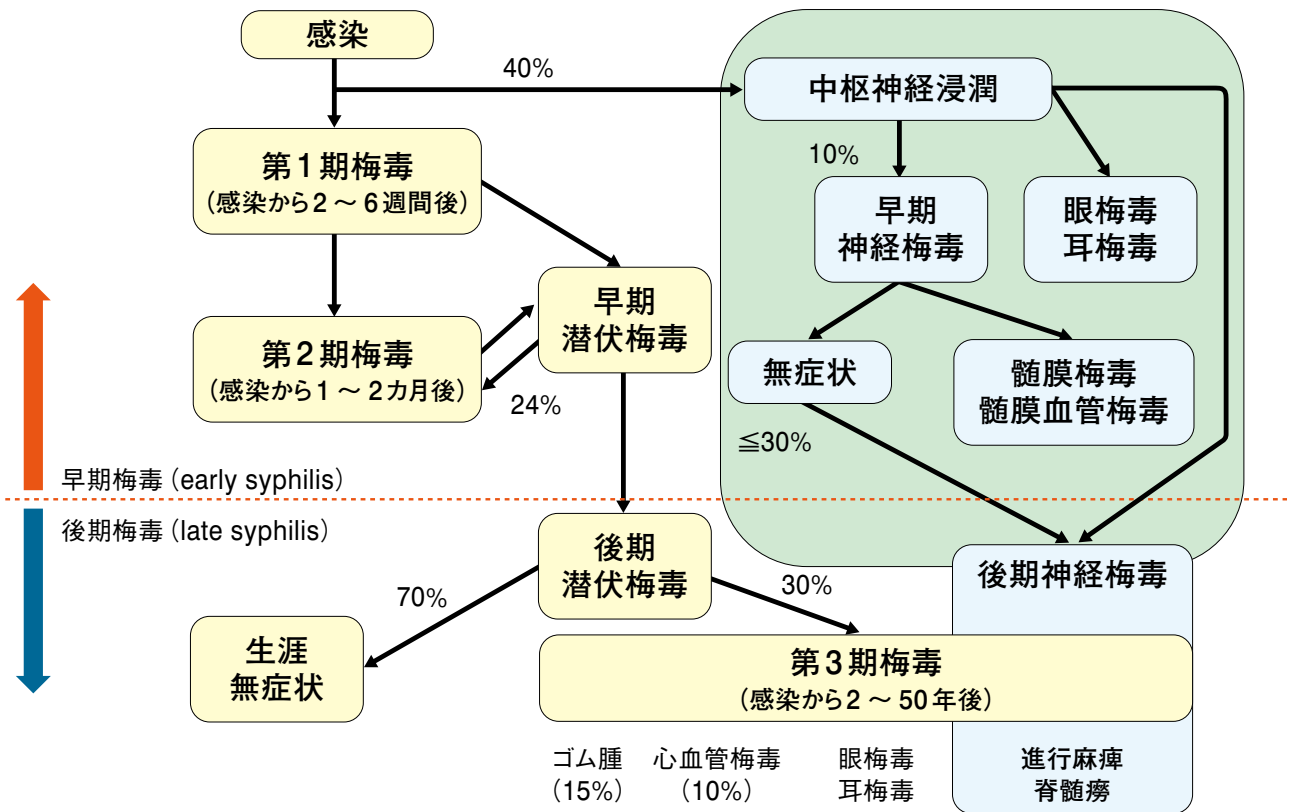 感染
40%
中枢神経浸潤
第1期梅毒
(感染から2～6週間後)
10%
早期
神経梅毒
眼梅毒
耳梅毒
早期
潜伏梅毒
第2期梅毒
(感染から1～2カ月後)
24%
無症状
髄膜梅毒
髄膜血管梅毒
≦30%
早期梅毒(early syphilis)
後期梅毒(late syphilis)
後期
潜伏梅毒
後期神経梅毒
70%
30%
生涯
無症状
第3期梅毒
(感染から2～50年後)
ゴム腫
(15%)
心血管梅毒
(10%)
眼梅毒
耳梅毒
進行麻痺
脊髄癆